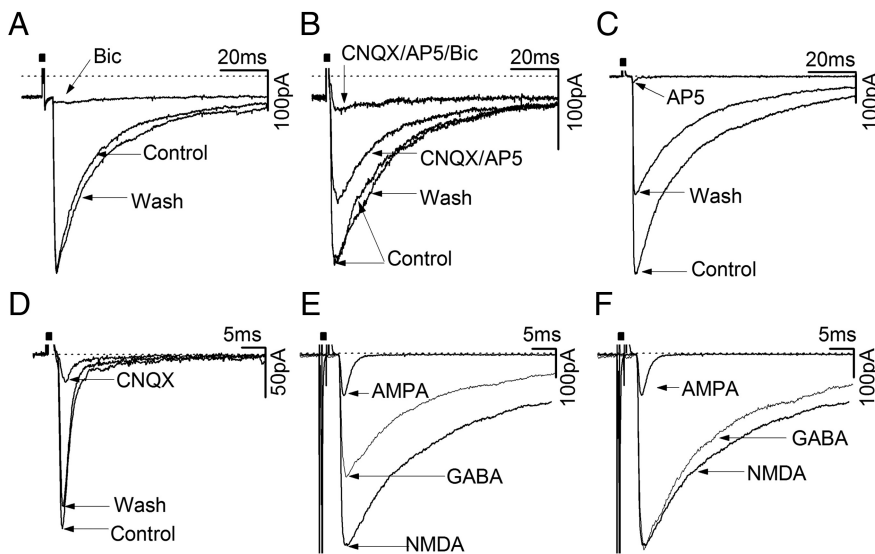 A
Bic
20ms
100pA
Control
Wash
B
CNQX/AP5/Bic
20ms
100pA
CNQX/AP5
Wash
Control
C
20ms
100pA
AP5
Wash
Control
D
5ms
50pA
CNQX
Wash
Control
E
5ms
100pA
AMPA
GABA
NMDA
F
5ms
100pA
AMPA
GABA
NMDA